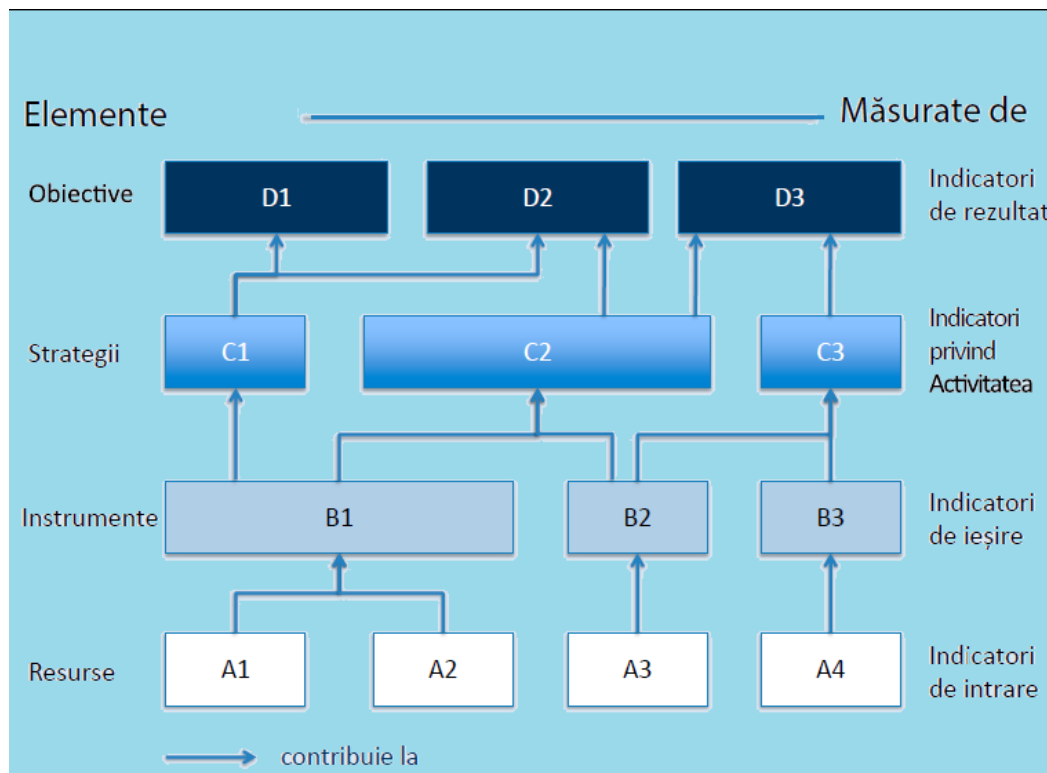 Elemente
Măsurate de
Obiective
D1
D2
D3
Indicatori
de rezultat
Strategii
C1
C2
C3
Indicatori
privind
Activitatea
Instrumente
B1
B2
B3
Indicatori
de ieșire
Resurse
A1
A2
A3
A4
Indicatori
de intrare
contribuie la